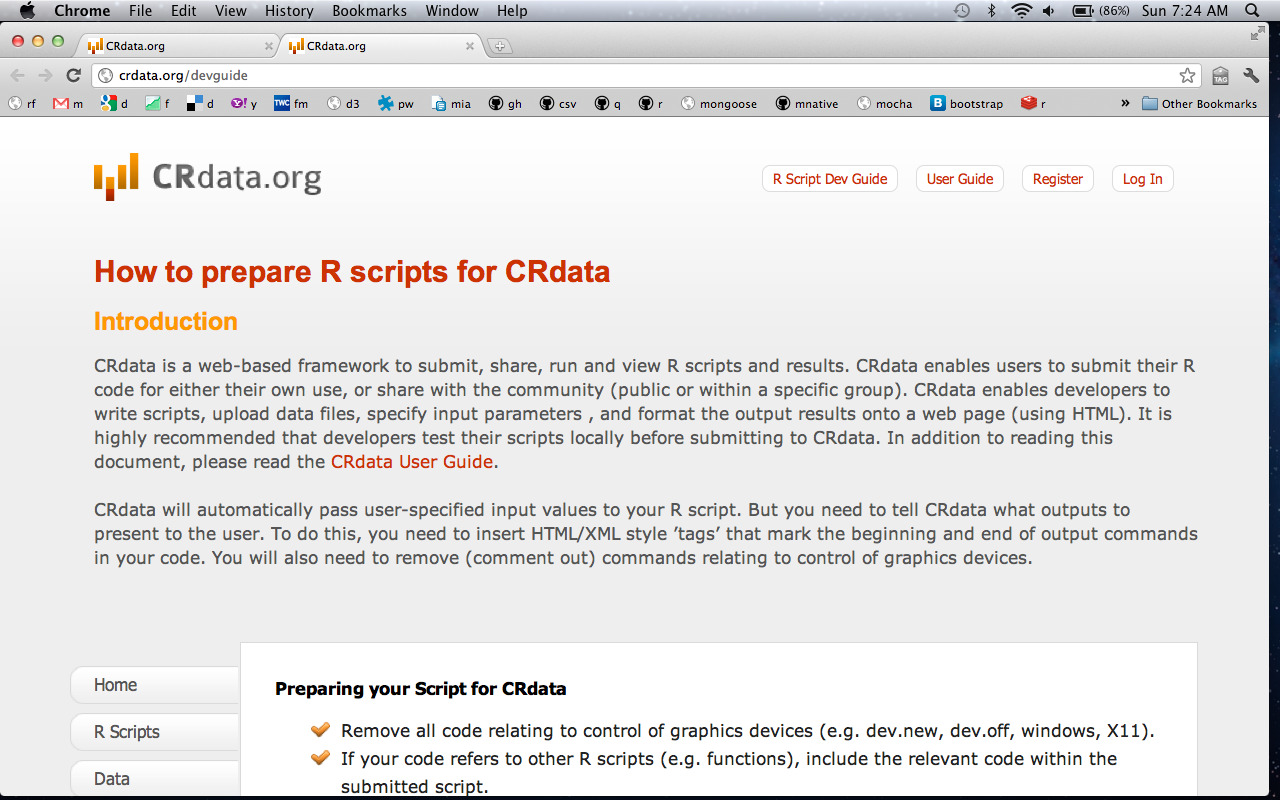 Chrome File Edit View History Bookmarks Window Help (86%) Sun 7:24 AM
CRdata.org CRdata.org
crdata.org/devguide TAG
rf m d f d y TWC fm d3 pw mia gh csv q r mongoose mnative mocha B bootstrap r » Other Bookmarks
CRdata.org
R Script Dev Guide User Guide Register Log In
How to prepare R scripts for CRdata
Introduction
CRdata is a web-based framework to submit, share, run and view R scripts and results. CRdata enables users to submit their R
code for either their own use, or share with the community (public or within a specific group). CRdata enables developers to
write scripts, upload data files, specify input parameters , and format the output results onto a web page (using HTML). It is
highly recommended that developers test their scripts locally before submitting to CRdata. In addition to reading this
document, please read the CRdata User Guide.
CRdata will automatically pass user-specified input values to your R script. But you need to tell CRdata what outputs to
present to the user. To do this, you need to insert HTML/XML style ’tags’ that mark the beginning and end of output commands
in your code. You will also need to remove (comment out) commands relating to control of graphics devices.
Home
R Scripts
Data
Preparing your Script for CRdata
Remove all code relating to control of graphics devices (e.g. dev.new, dev.off, windows, X11).
If your code refers to other R scripts (e.g. functions), include the relevant code within the
submitted script.